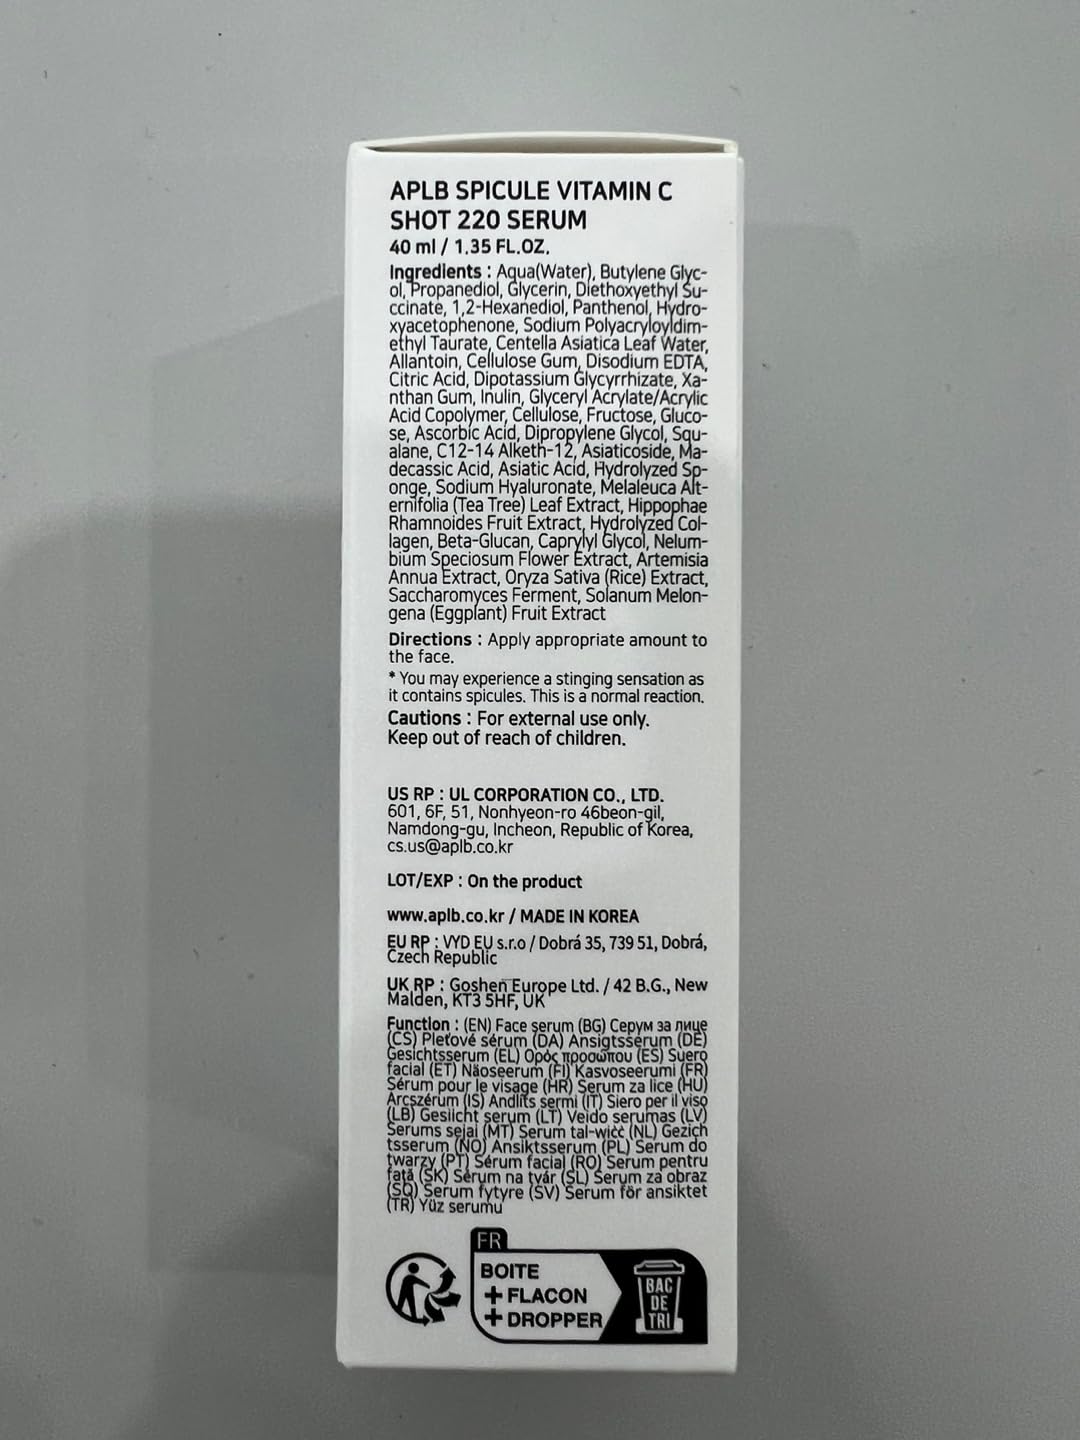 APLB SPICULE VITAMIN C
SHOT 220 SERUM
40 ml / 1.35 FL.OZ.
Ingredients : Aqua(Water), Butylene Glyc-
ol, Propanediol, Glycerin, Diethoxyethyl Su-
ccinate, 1,2-Hexanediol, Panthenol, Hydro-
xyacetophenone, Sodium Polyacryloyldim-
ethyl Taurate, Centella Asiatica Leaf Water,
Allantoin, Cellulose Gum, Disodium EDTA,
Citric Acid, Dipotassium Glycyrrhizate, Xa-
nthan Gum, Inulin, Glyceryl Acrylate/Acrylic
Acid Copolymer, Cellulose, Fructose, Gluco-
se, Ascorbic Acid, Dipropylene Glycol, Squ-
alane, C12-14 Alketh-12, Asiaticoside, Ma-
decassic Acid, Asiatic Acid, Hydrolyzed Sp-
onge, Sodium Hyaluronate, Melaleuca Alt-
ernifolia (Tea Tree) Leaf Extract, Hippophae
Rhamnoides Fruit Extract, Hydrolyzed Col-
lagen, Beta-Glucan, Caprylyl Glycol, Nelum-
bium Speciosum Flower Extract, Artemisia
Annua Extract, Oryza Sativa (Rice) Extract,
Saccharomyces Ferment, Solanum Melon-
gena (Eggplant) Fruit Extract
Directions : Apply appropriate amount to
the face.
* You may experience a stinging sensation as
it contains spicules. This is a normal reaction.
Cautions : For external use only.
Keep out of reach of children.
US RP : UL CORPORATION CO., LTD.
601, 6F, 51, Nonhyeon-ro 46beon-gil,
Namdong-gu, Incheon, Republic of Korea,
cs.us@aplb.co.kr
LOT/EXP : On the product
www.aplb.co.kr / MADE IN KOREA
EU RP : VYD EU s.r.o / Dobrá 35, 739 51, Dobrá,
Czech Republic
UK RP : Goshen Europe Ltd. / 42 B.G., New
Malden, KT3 5HF, UK
Function : (EN) Face serum (BG) Серум за лице
(CS) Pleťové sérum (DA) Ansigtsserum (DE)
Gesichtsserum (EL) Ορός προσώπου (ES) Suero
facial (ET) Näoseerum (FI) Kasvoseerumi (FR)
Sérum pour le visage (HR) Serum za lice (HU)
Arcszérum (IS) Andlits sermi (IT) Siero per il viso
(LB) Gesiicht serum (LT) Veido serumas (LV)
Serums sejai (MT) Serum tal-wiċċ (NL) Gezich
tsserum (NO) Ansiktsserum (PL) Serum do
twarzy (PT) Sérum facial (RO) Serum pentru
față (SK) Sérum na tvár (SL) Serum za obraz
(SQ) Serum fytyre (SV) Serum för ansiktet
(TR) Yüz serumu
FR
BOITE
+ FLACON
+ DROPPER
BAC
DE
TRI